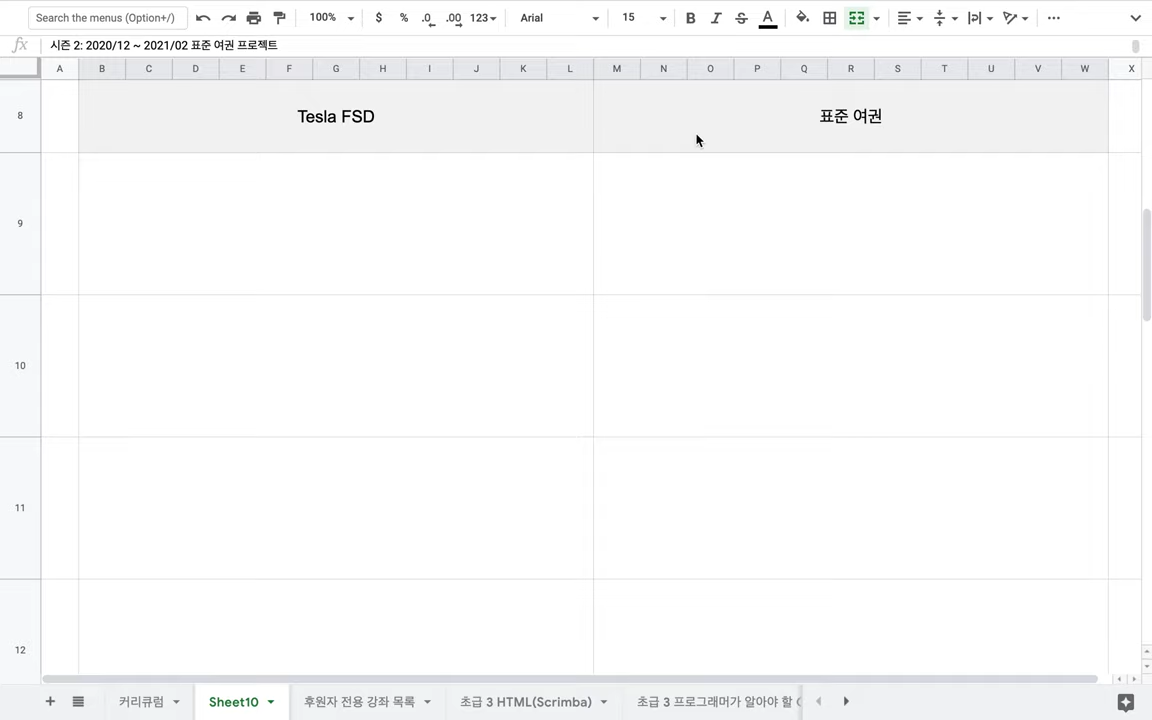 Search the menus (Option+/)
100%
$
%
.0
.00
123
Arial
15
B
I
S
A
fx
시즌 2: 2020/12 ~ 2021/02 표준 여권 프로젝트
A B C D E F G H I J K L M N O P Q R S T U V W X
8
Tesla FSD
표준 여권
9
10
11
12
커리큘럼
Sheet10
후원자 전용 강좌 목록
초급 3 HTML(Scrimba)
초급 3 프로그래머가 알아야 할